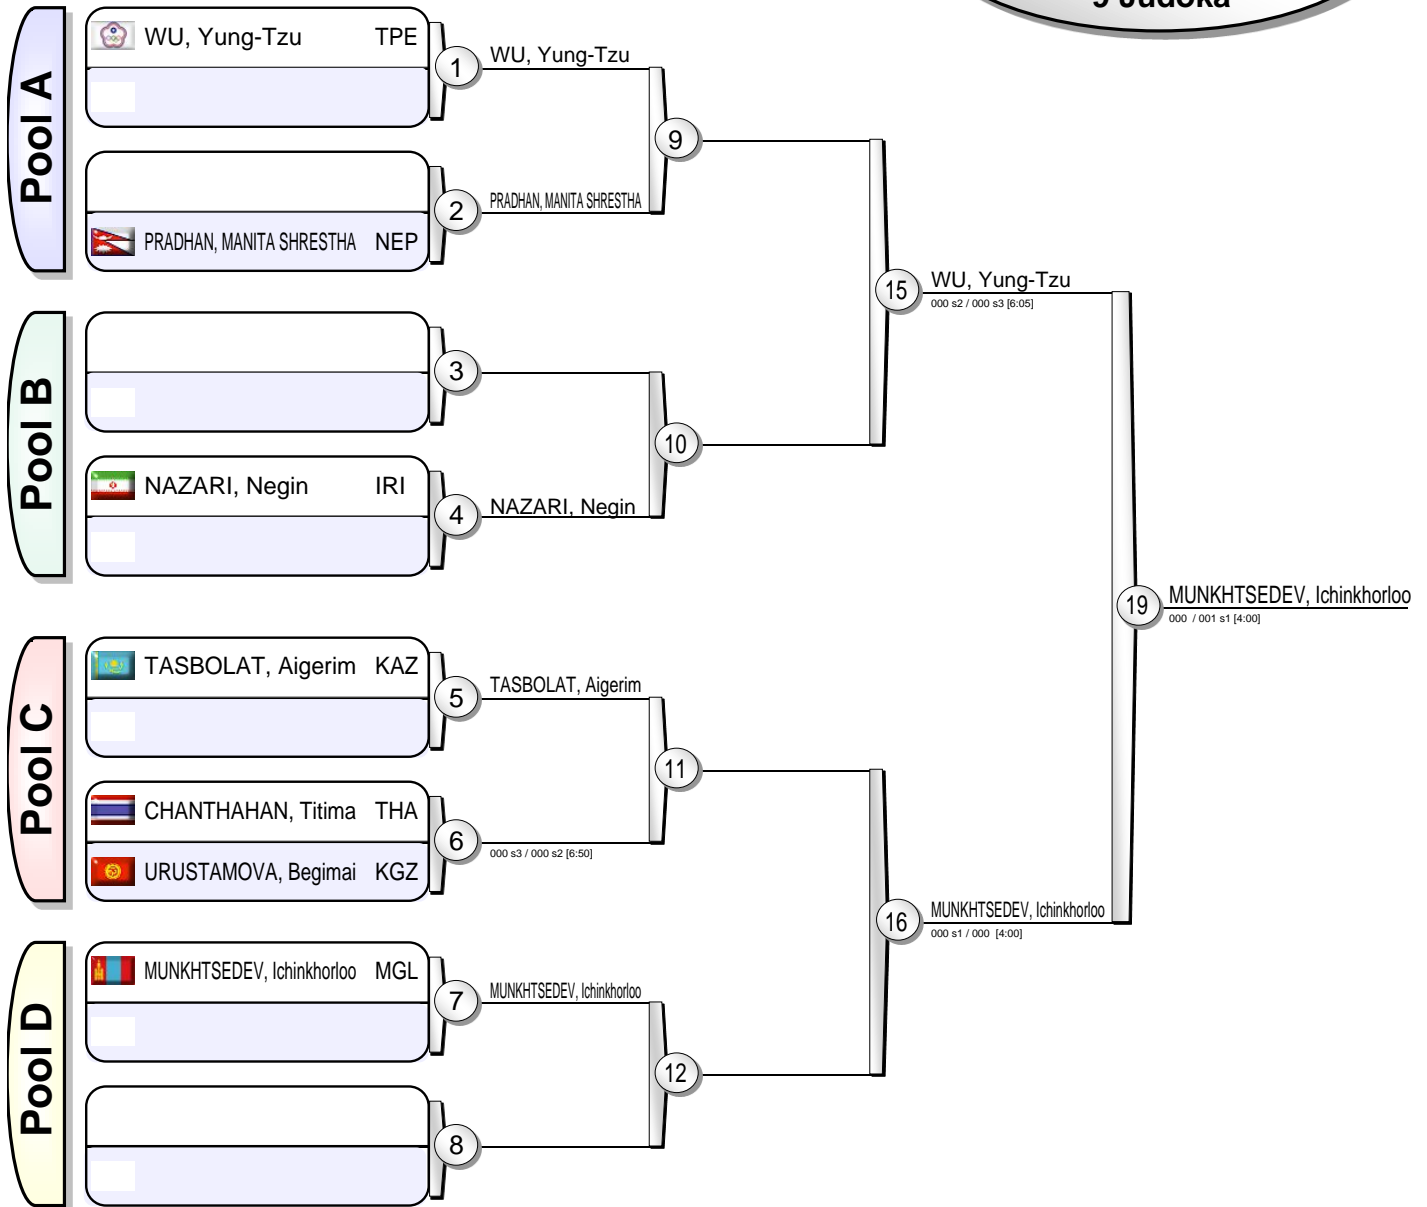 9 Judoka
Pool A
WU, Yung-Tzu TPE
1
WU, Yung-Tzu
9
2
PRADHAN, MANITA SHRESTHA
PRADHAN, MANITA SHRESTHA NEP
15
WU, Yung-Tzu
000 s2 / 000 s3 [6:05]
Pool B
3
10
NAZARI, Negin IRI
4
NAZARI, Negin
19
MUNKHTSEDEV, Ichinkhorloo
000 / 001 s1 [4:00]
Pool C
TASBOLAT, Aigerim KAZ
5
TASBOLAT, Aigerim
11
CHANTHAHAN, Titima THA
6
000 s3 / 000 s2 [6:50]
URUSTAMOVA, Begimai KGZ
16
MUNKHTSEDEV, Ichinkhorloo
000 s1 / 000 [4:00]
Pool D
MUNKHTSEDEV, Ichinkhorloo MGL
7
MUNKHTSEDEV, Ichinkhorloo
12
8